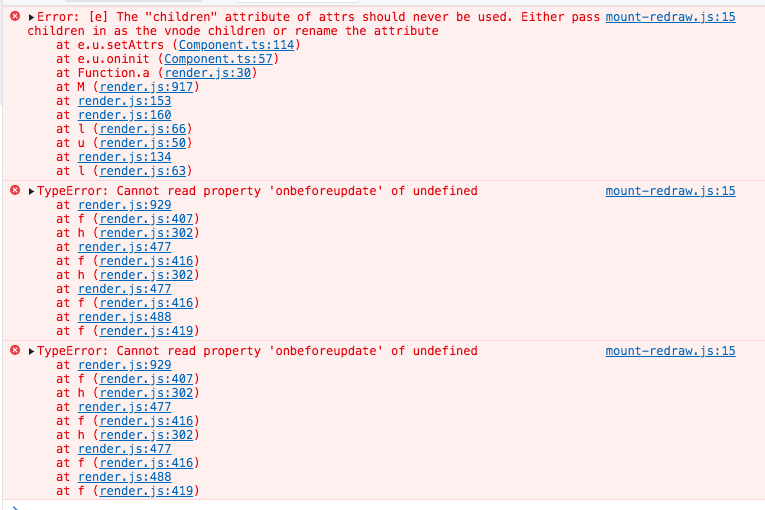 Error: [e] The "children" attribute of attrs should never be used. Either pass mount-redraw.js:15
children in as the vnode children or rename the attribute
at e.u.setAttrs (Component.ts:114)
at e.u.oninit (Component.ts:57)
at Function.a (render.js:30)
at M (render.js:917)
at render.js:153
at render.js:160
at l (render.js:66)
at u (render.js:50)
at render.js:134
at l (render.js:63)
TypeError: Cannot read property 'onbeforeupdate' of undefined mount-redraw.js:15
at render.js:929
at f (render.js:407)
at h (render.js:302)
at render.js:477
at f (render.js:416)
at h (render.js:302)
at render.js:477
at f (render.js:416)
at render.js:488
at f (render.js:419)
TypeError: Cannot read property 'onbeforeupdate' of undefined mount-redraw.js:15
at render.js:929
at f (render.js:407)
at h (render.js:302)
at render.js:477
at f (render.js:416)
at h (render.js:302)
at render.js:477
at f (render.js:416)
at render.js:488
at f (render.js:419)